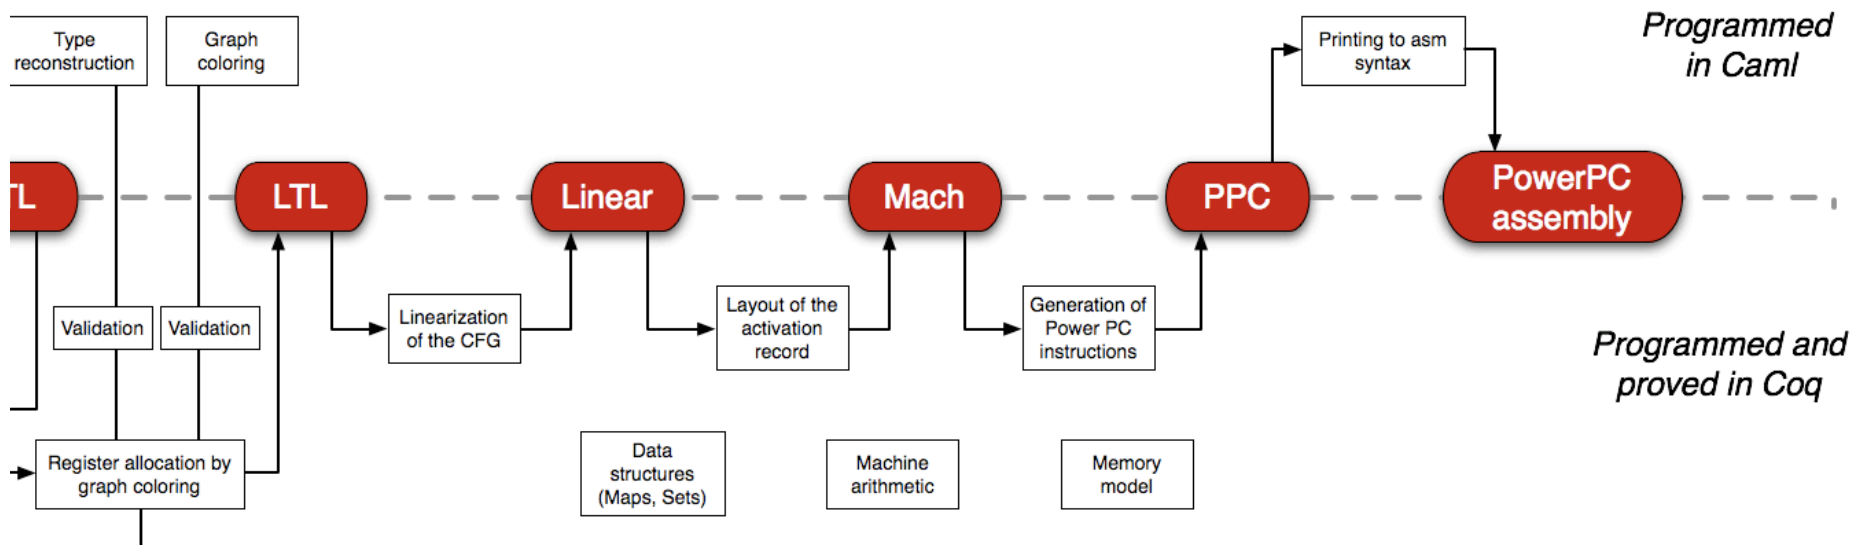 Type
reconstruction
Graph
coloring
Printing to asm
syntax
Programmed
in Caml
TL
LTL
Linear
Mach
PPC
PowerPC
assembly
Validation
Validation
Linearization
of the CFG
Layout of the
activation
record
Generation of
Power PC
instructions
Programmed and
proved in Coq
Register allocation by
graph coloring
Data
structures
(Maps, Sets)
Machine
arithmetic
Memory
model